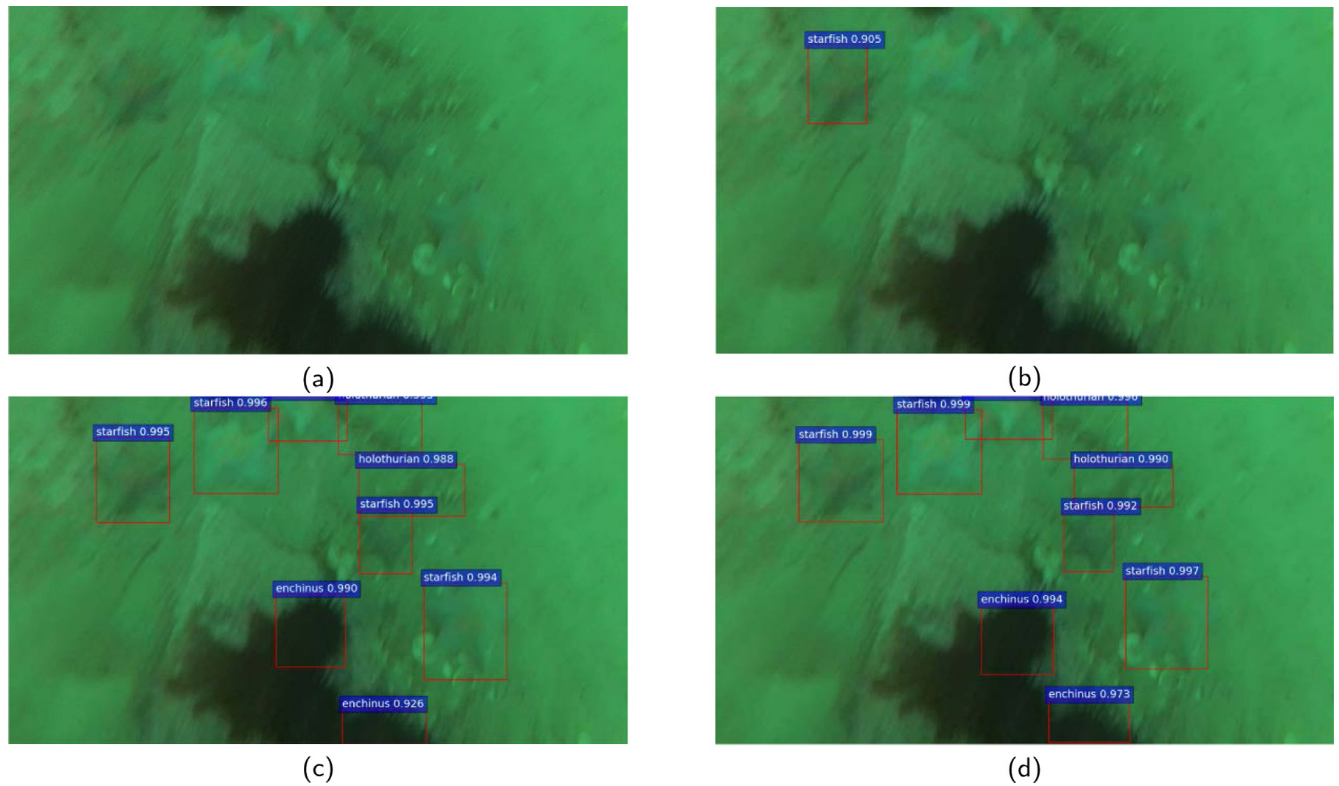 starfish 0.905
(a)
(b)
starfish 0.996
starfish 0.995
holothurian 0.988
starfish 0.995
starfish 0.994
enchinus 0.990
enchinus 0.926
starfish 0.999
starfish 0.999
holothurian 0.990
starfish 0.992
starfish 0.997
enchinus 0.994
enchinus 0.973
(c)
(d)